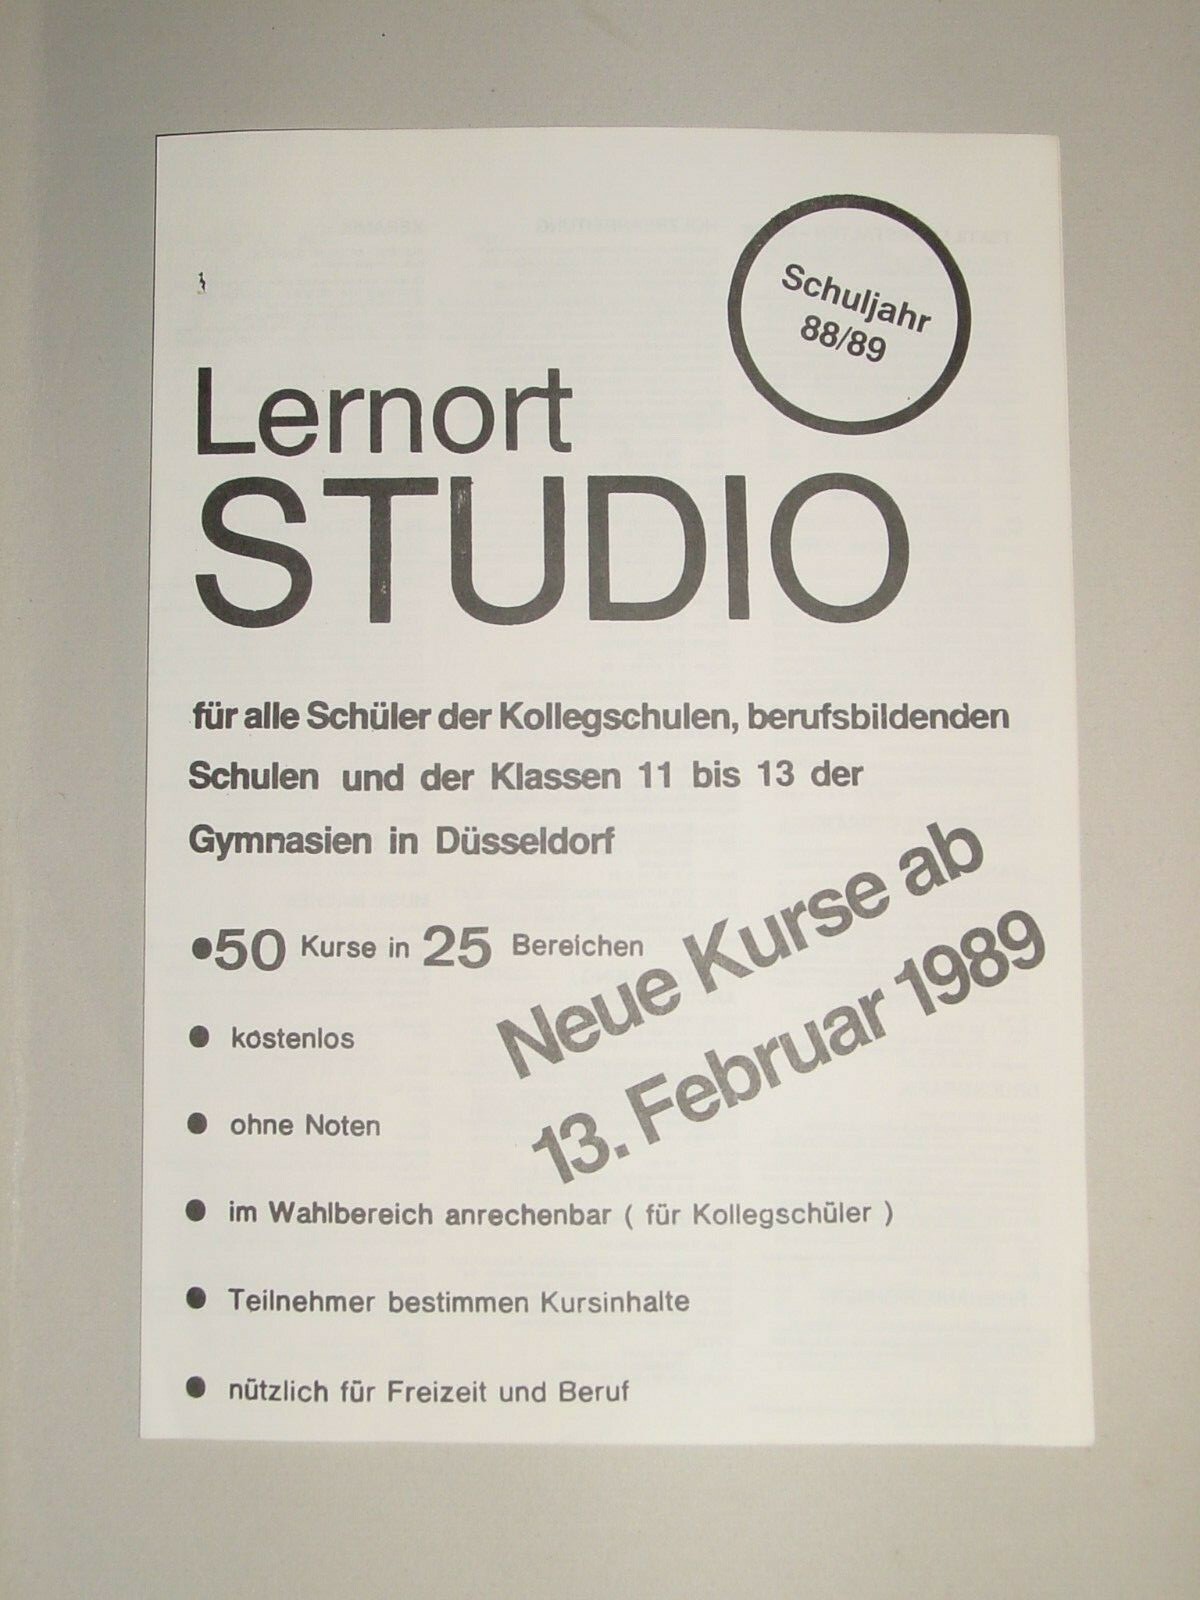 Schuljahr
88/89
Lernort
STUDIO
für alle Schüler der Kollegschulen, berufsbildenden
Schulen und der Klassen 11 bis 13 der
Gymnasien in Düsseldorf
Neue Kurse ab
13. Februar 1989
●50 Kurse in 25 Bereichen
● kostenlos
● ohne Noten
● im Wahlbereich anrechenbar ( für Kollegschüler )
● Teilnehmer bestimmen Kursinhalte
● nützlich für Freizeit und Beruf